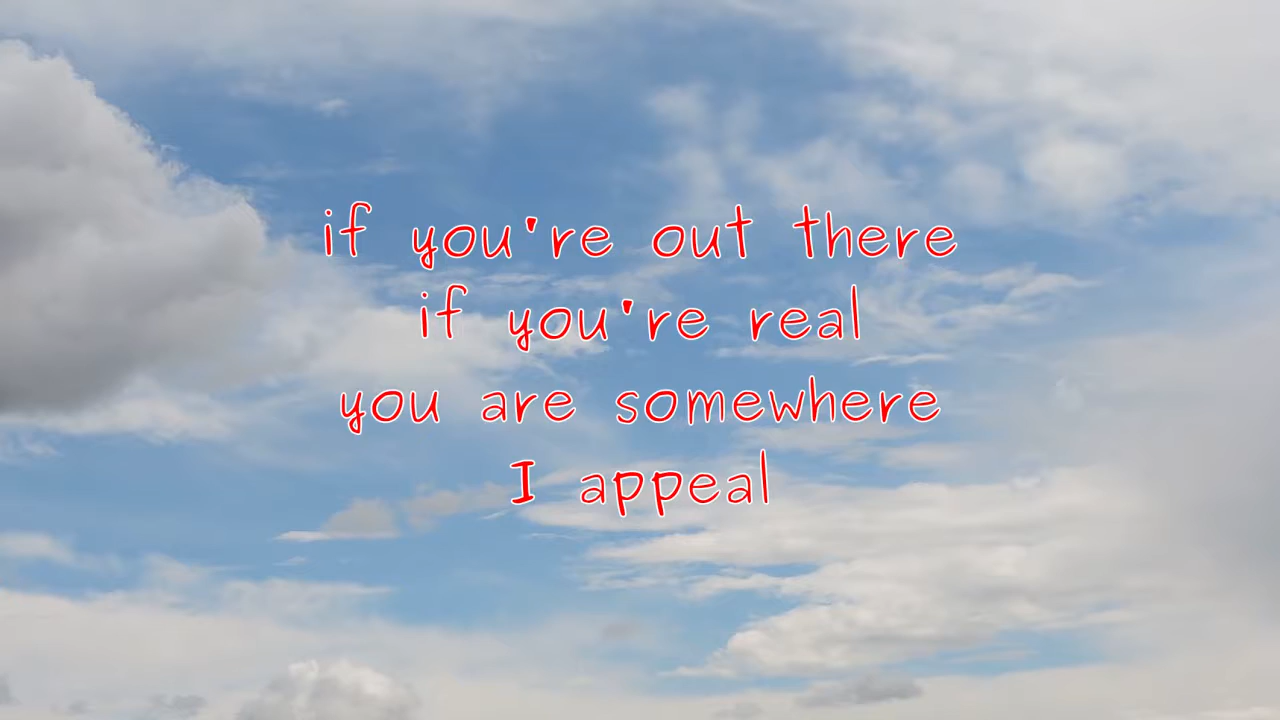 if you're out there
if you're real
you are somewhere
I appeal